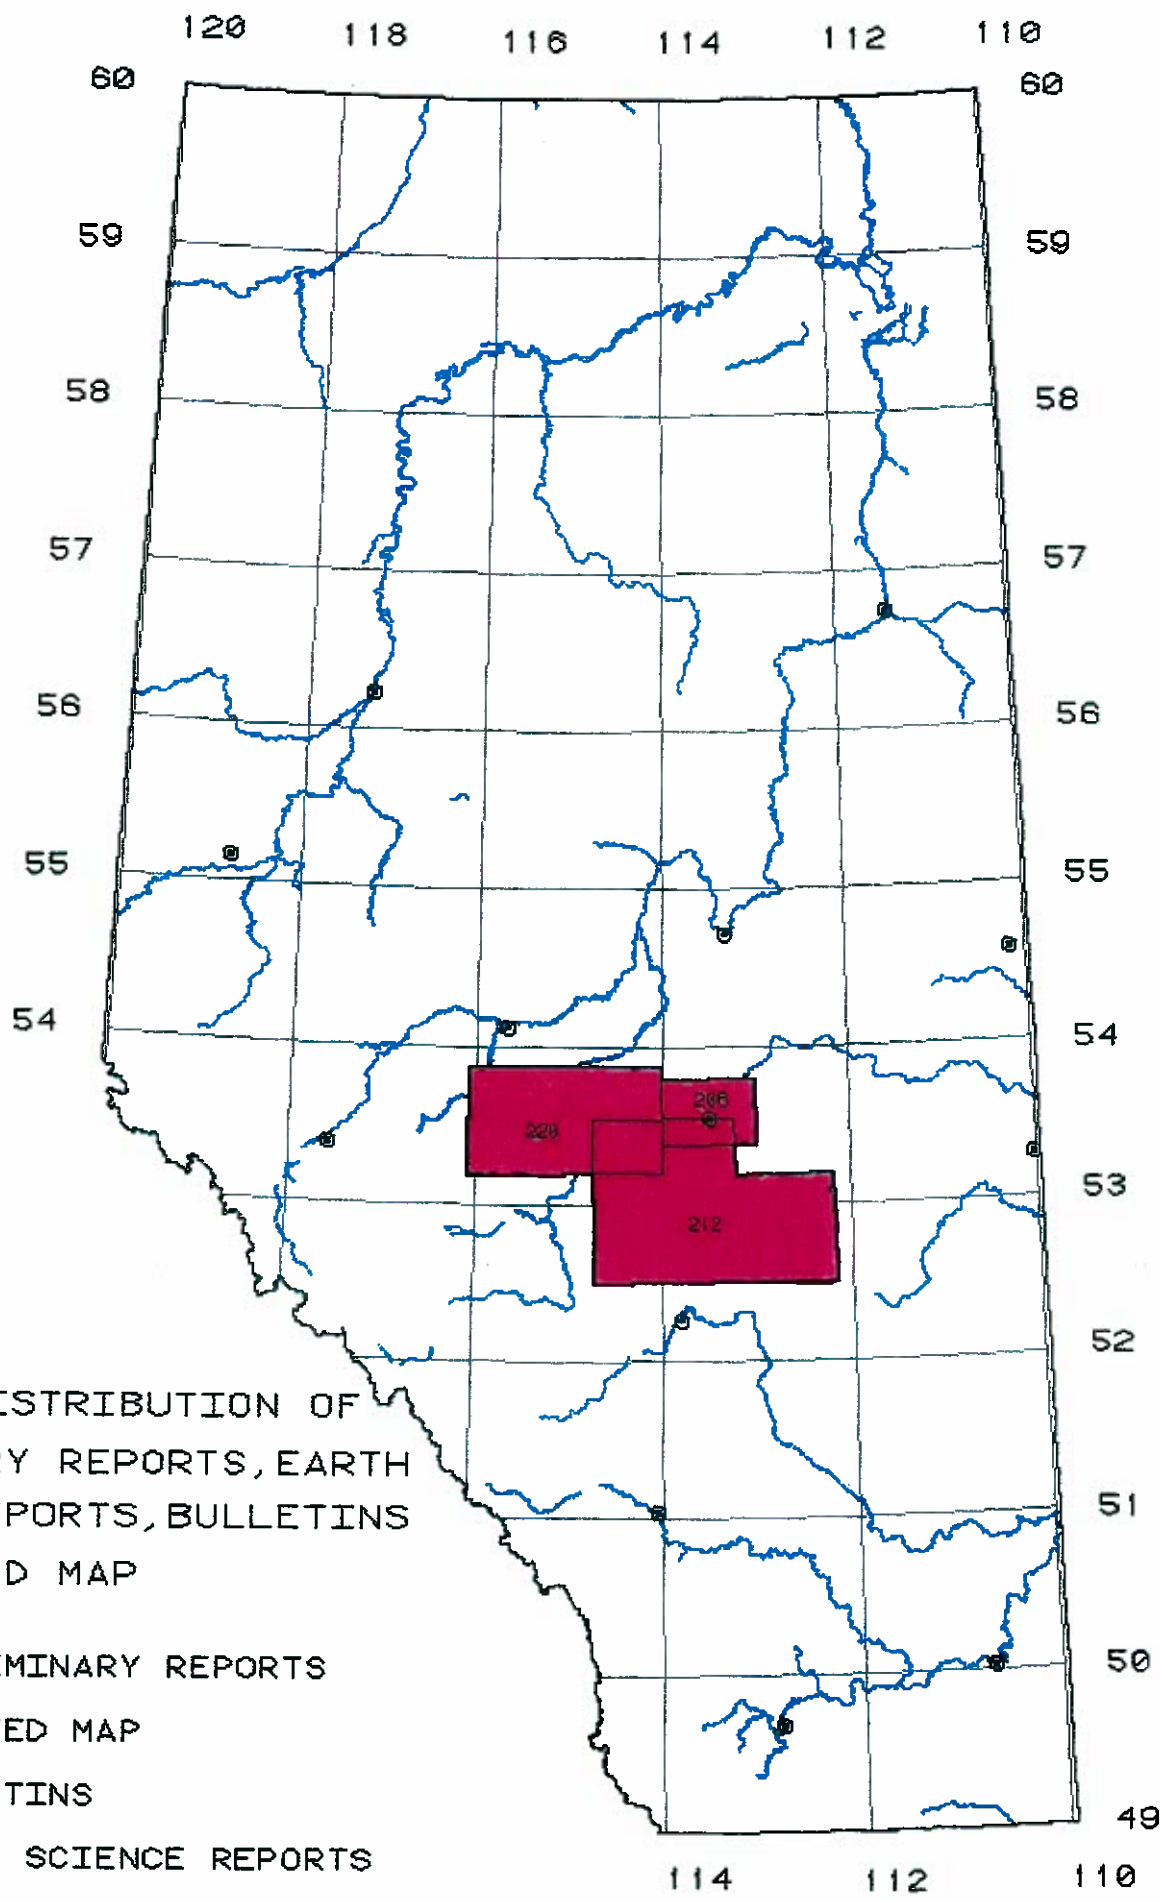 120 118 116 114 112 110
60 60
59 59
58 58
57 57
56 56
55 55
54 54
206
228
53
212
52
ISTRIBUTION OF
Y REPORTS, EARTH
PORTS, BULLETINS
51
D MAP
MINARY REPORTS
50
ED MAP
TINS
49
SCIENCE REPORTS
114 112 110